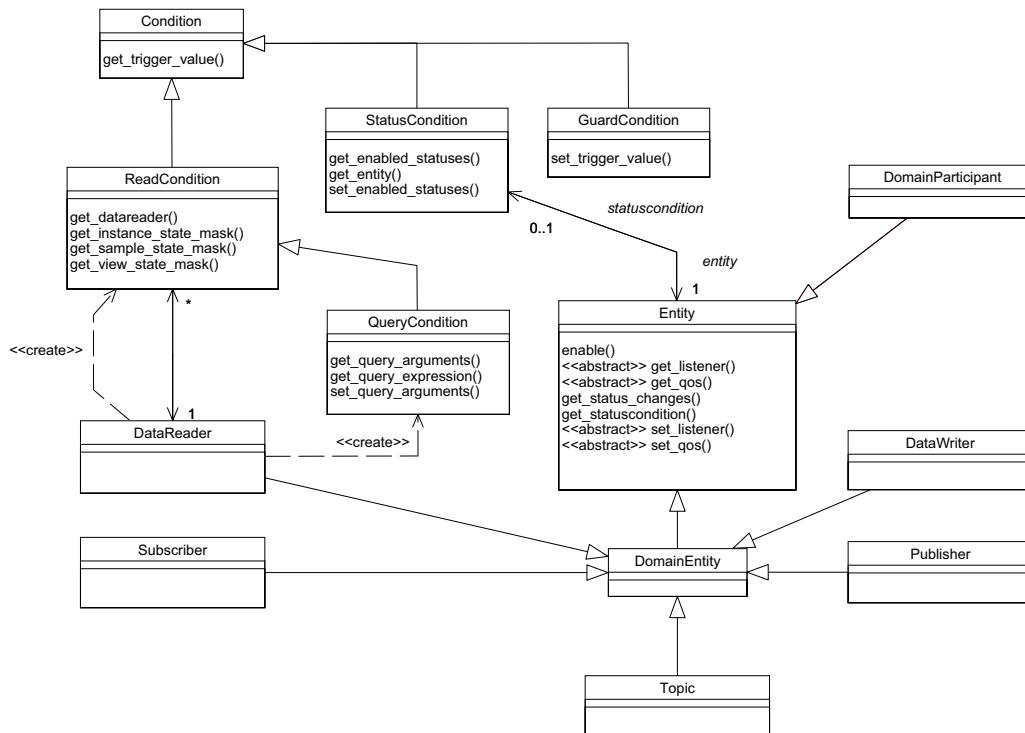 Condition
get_trigger_value()
StatusCondition
get_enabled_statuses()
get_entity()
set_enabled_statuses()
GuardCondition
set_trigger_value()
ReadCondition
get_datareader()
get_instance_state_mask()
get_sample_state_mask()
get_view_state_mask()
DomainParticipant
statuscondition
0..1
entity
1
*
<<create>>
1
QueryCondition
get_query_arguments()
get_query_expression()
set_query_arguments()
Entity
enable()
<<abstract>> get_listener()
<<abstract>> get_qos()
get_status_changes()
get_statuscondition()
<<abstract>> set_listener()
<<abstract>> set_qos()
DataReader
<<create>>
DataWriter
Subscriber
DomainEntity
Publisher
Topic